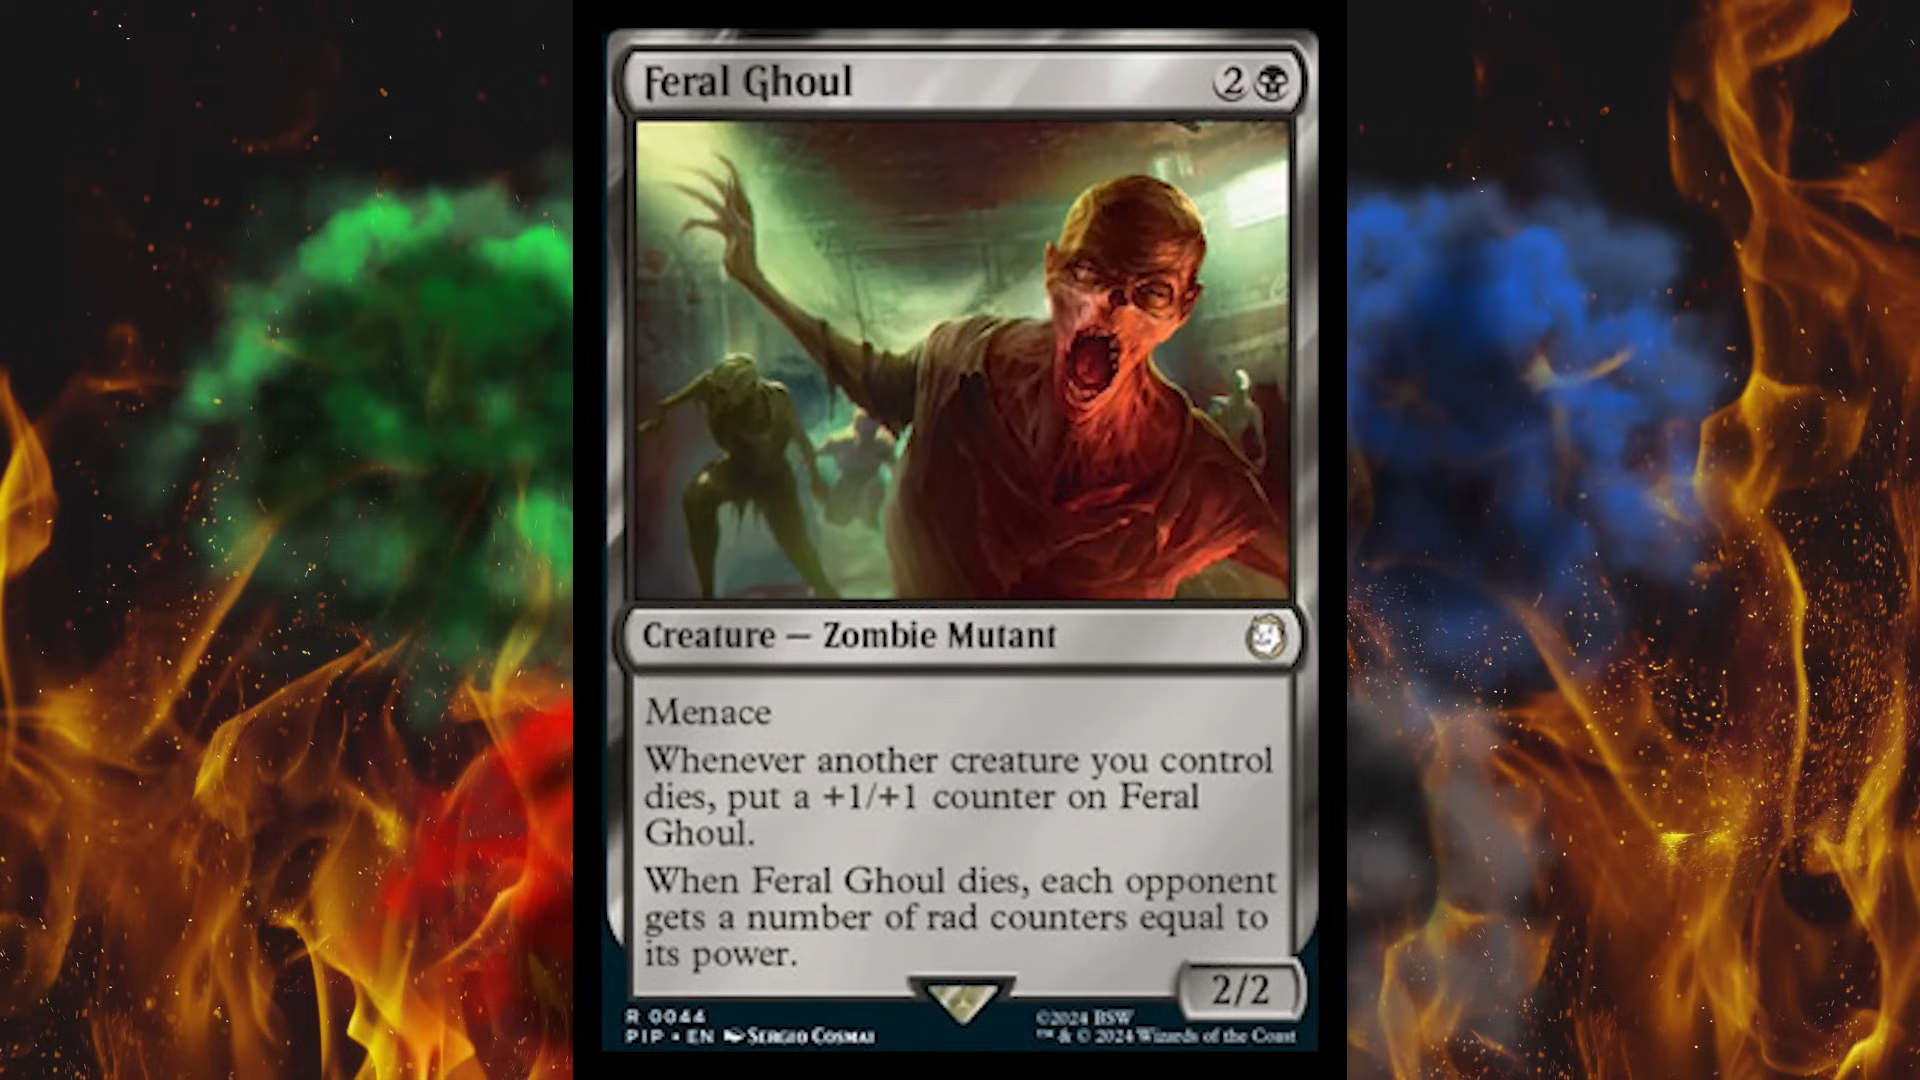 Feral Ghoul 2
Creature — Zombie Mutant
Menace
Whenever another creature you control
dies, put a +1/+1 counter on Feral
Ghoul.
When Feral Ghoul dies, each opponent
gets a number of rad counters equal to
its power.
2/2
R 0044
PIP • EN Sergio Cosmai
©2024 BSW
™ & © 2024 Wizards of the Coast